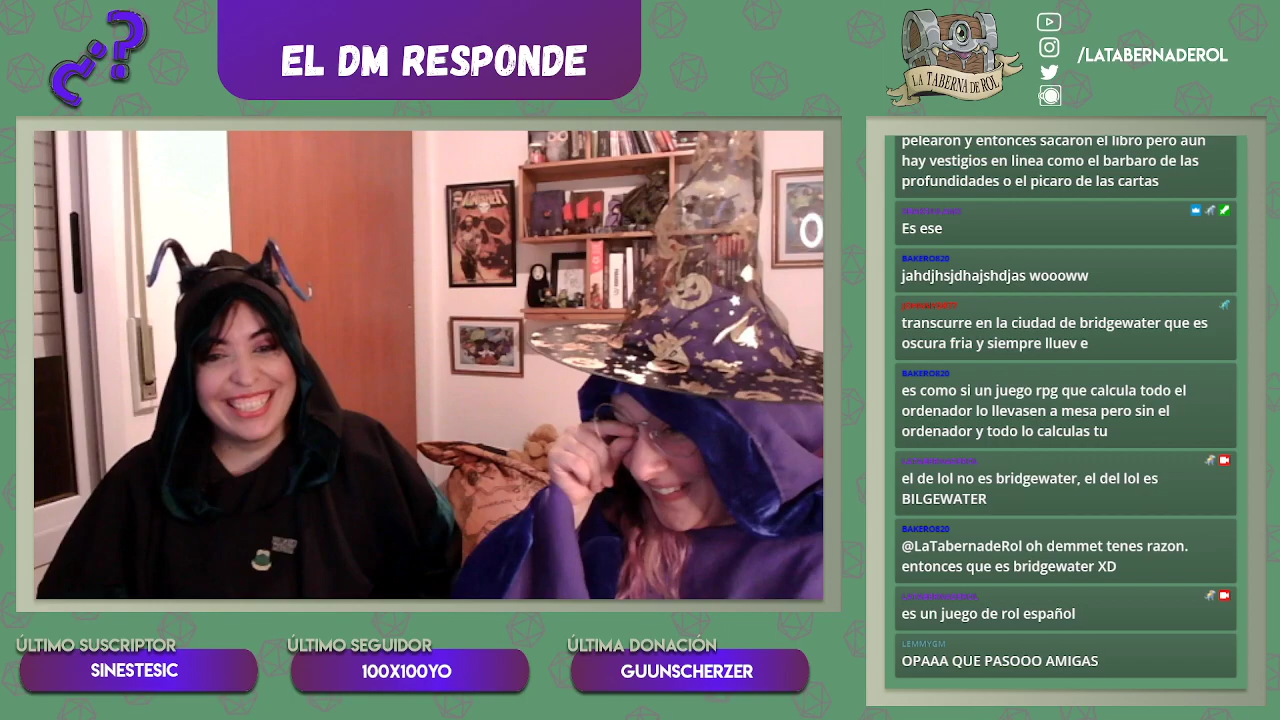 ¿?
EL DM RESPONDE
LA TABERNA DE ROL
/LATABERNADEROL
pelearon y entonces sacaron el libro pero aun
hay vestigios en linea como el barbaro de las
profundidades o el picaro de las cartas
Es ese
BAKERO820
jahdjhsjdhajshdjas woooww
transcurre en la ciudad de bridgewater que es
oscura fria y siempre lluev e
BAKERO820
es como si un juego rpg que calcula todo el
ordenador lo llevasen a mesa pero sin el
ordenador y todo lo calculas tu
el de lol no es bridgewater, el del lol es
BILGEWATER
BAKERO820
@LaTabernadeRol oh demmet tenes razon.
entonces que es bridgewater XD
es un juego de rol español
LEMMYGM
OPAAA QUE PASOOO AMIGAS
ÚLTIMO SUSCRIPTOR
SINESTESIC
ÚLTIMO SEGUIDOR
100X100YO
ÚLTIMA DONACIÓN
GUUNSCHERZER